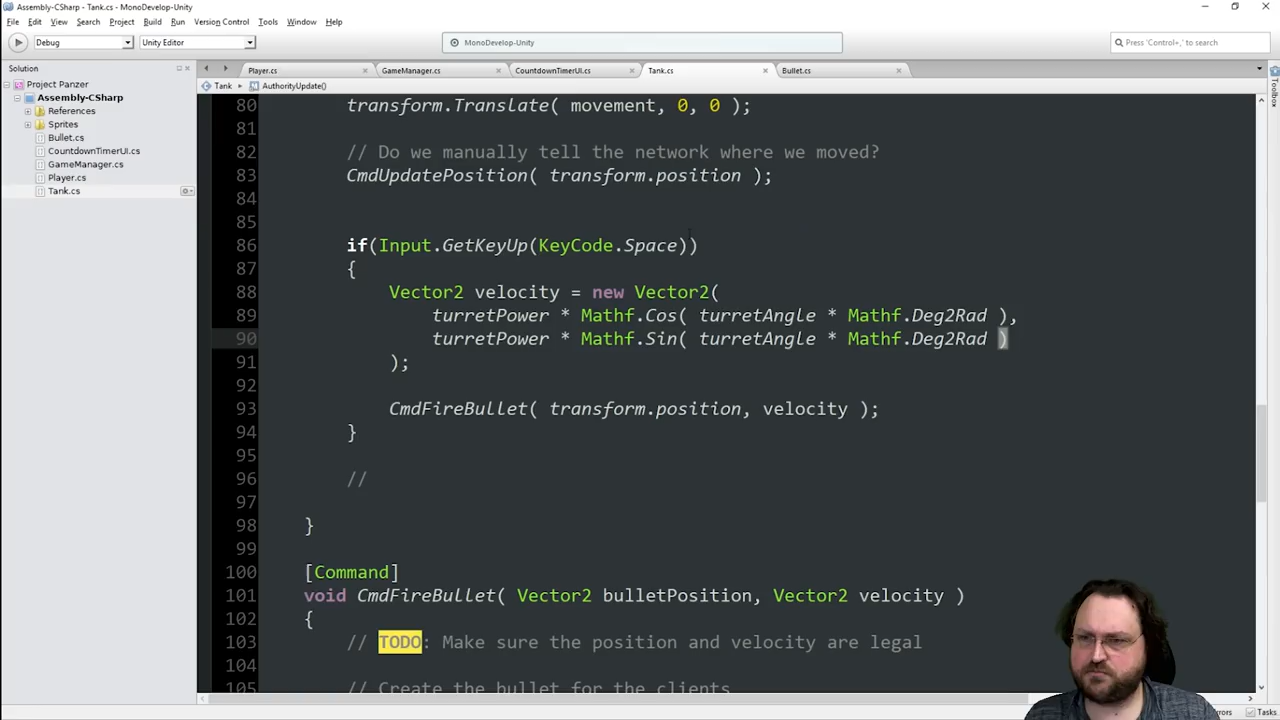 Assembly-CSharp - Tank.cs - MonoDevelop-Unity
File Edit View Search Project Build Run Version Control Tools Window Help
Debug Unity Editor MonoDevelop-Unity Press 'Control+,' to search
Solution Player.cs GameManager.cs CountdownTimerUI.cs Tank.cs Bullet.cs
Project Panzer
Assembly-CSharp
References
Sprites
Bullet.cs
CountdownTimerUI.cs
GameManager.cs
Player.cs
Tank.cs
Toolbox
Tank AuthorityUpdate()
80 transform.Translate( movement, 0, 0 );
81
82 // Do we manually tell the network where we moved?
83 CmdUpdatePosition( transform.position );
84
85
86 if(Input.GetKeyUp(KeyCode.Space))
87 {
88 Vector2 velocity = new Vector2(
89 turretPower * Mathf.Cos( turretAngle * Mathf.Deg2Rad ),
90 turretPower * Mathf.Sin( turretAngle * Mathf.Deg2Rad )
91 );
92
93 CmdFireBullet( transform.position, velocity );
94 }
95
96 //
97
98 }
99
100 [Command]
101 void CmdFireBullet( Vector2 bulletPosition, Vector2 velocity )
102 {
103 // TODO: Make sure the position and velocity are legal
104
105 // Create the bullet for the clients
Tasks